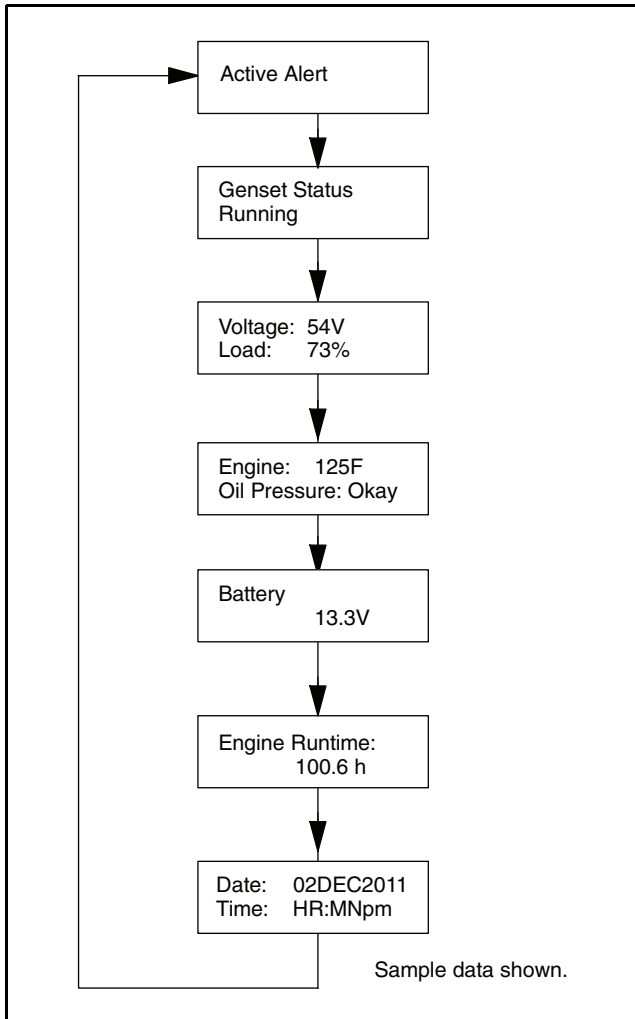 Active Alert
Genset Status
Running
Voltage: 54V
Load: 73%
Engine: 125F
Oil Pressure: Okay
Battery
13.3V
Engine Runtime:
100.6 h
Date: 02DEC2011
Time: HR:MNpm
Sample data shown.